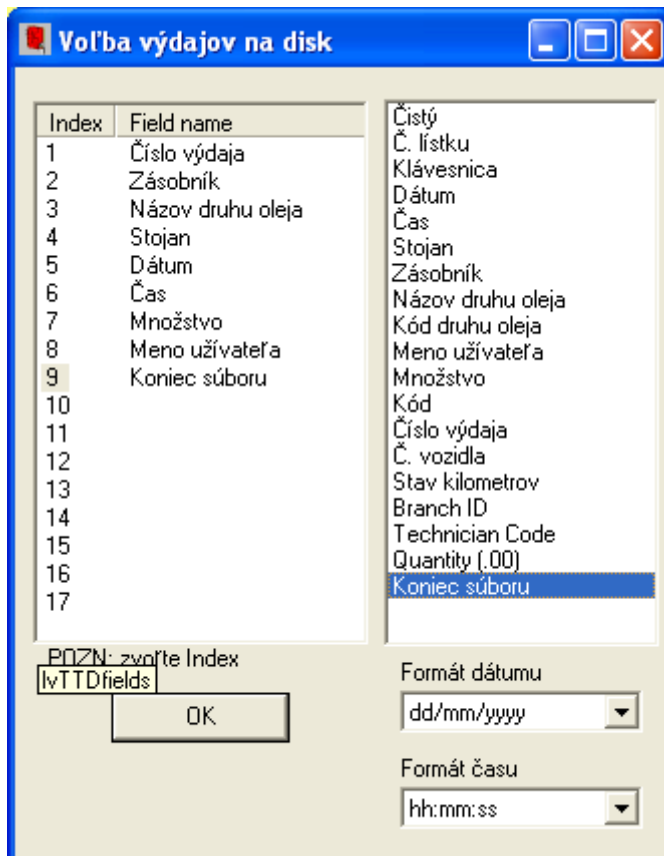 Voľba výdajov na disk
Index Field name
1 Číslo výdaja
2 Zásobník
3 Názov druhu oleja
4 Stojan
5 Dátum
6 Čas
7 Množstvo
8 Meno užívateľa
9 Koniec súboru
10
11
12
13
14
15
16
17
POZN: zvoľte Index
lvTTDfields
OK
Čistý
Č. lístku
Klávesnica
Dátum
Čas
Stojan
Zásobník
Názov druhu oleja
Kód druhu oleja
Meno užívateľa
Množstvo
Kód
Číslo výdaja
Č. vozidla
Stav kilometrov
Branch ID
Technician Code
Quantity (.00)
Koniec súboru
Formát dátumu
dd/mm/yyyy
Formát času
hh:mm:ss